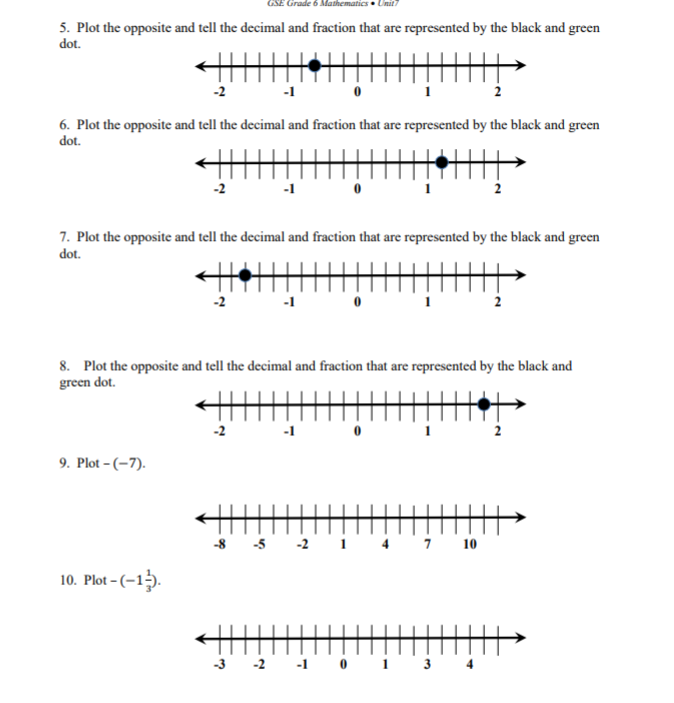 GSE Grade 6 Mathematics • Unit7
5. Plot the opposite and tell the decimal and fraction that are represented by the black and green
dot.
-2 -1 0 1 2
6. Plot the opposite and tell the decimal and fraction that are represented by the black and green
dot.
-2 -1 0 1 2
7. Plot the opposite and tell the decimal and fraction that are represented by the black and green
dot.
-2 -1 0 1 2
8. Plot the opposite and tell the decimal and fraction that are represented by the black and
green dot.
-2 -1 0 1 2
9. Plot – (−7).
-8 -5 -2 1 4 7 10
10. Plot – (−1 1/3).
-3 -2 -1 0 1 3 4